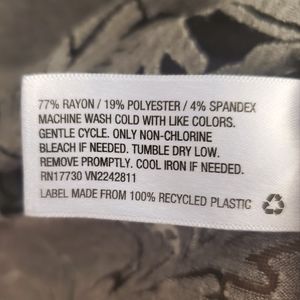 77% RAYON / 19% POLYESTER / 4% SPANDEX
MACHINE WASH COLD WITH LIKE COLORS.
GENTLE CYCLE. ONLY NON-CHLORINE
BLEACH IF NEEDED. TUMBLE DRY LOW.
REMOVE PROMPTLY. COOL IRON IF NEEDED.
RN17730 VN2242811
LABEL MADE FROM 100% RECYCLED PLASTIC